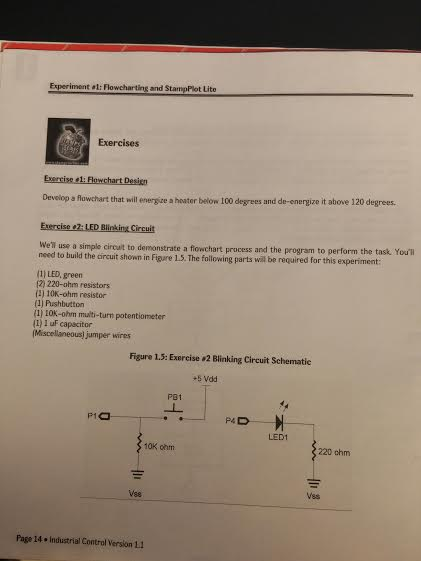 Experiment #1: Flowcharting and StampPlot Lite
Exercises
Exercise #1: Flowchart Design
Develop a flowchart that will energize a heater below 100 degrees and de-energize it above 120 degrees.
Exercise #2: LED Blinking Circuit
We'll use a simple circuit to demonstrate a flowchart process and the program to perform the task. You'll
need to build the circuit shown in Figure 1.5. The following parts will be required for this experiment:
(1) LED, green
(2) 220-ohm resistors
(1) 10K-ohm resistor
(1) Pushbutton
(1) 10K-ohm multi-turn potentiometer
(1) 1 uF capacitor
(Miscellaneous) jumper wires
Figure 1.5: Exercise #2 Blinking Circuit Schematic
+5 Vdd
PB1
P1
10K ohm
Vss
P4
LED1
220 ohm
Vss
Page 14 • Industrial Control Version 1.1